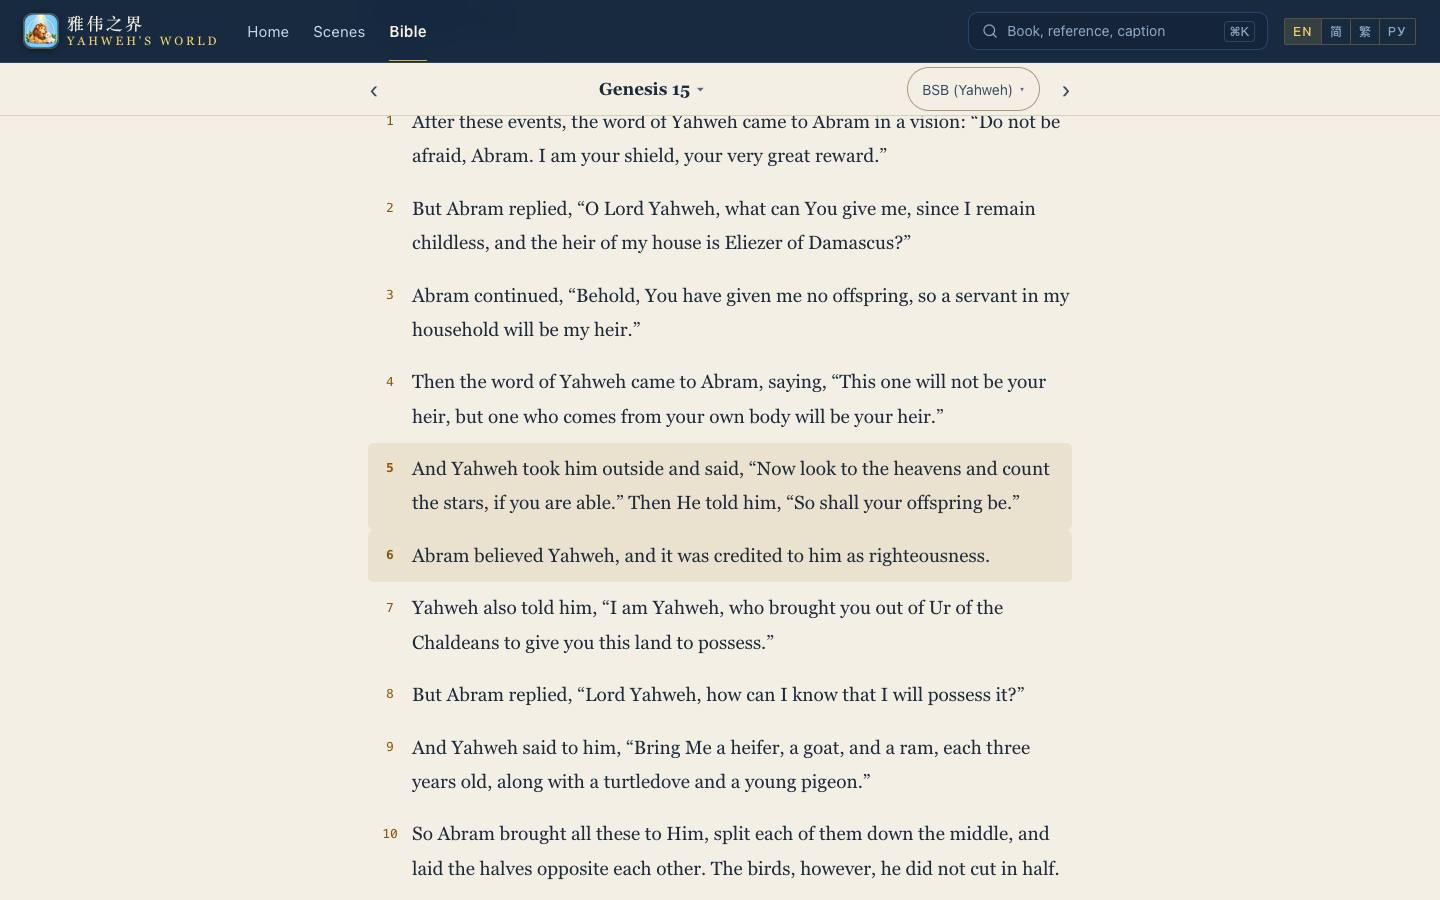 雅伟之界
YAHWEH'S WORLD
Home
Scenes
Bible
Book, reference, caption
⌘K
EN
简
繁
РУ
‹
Genesis 15 ▾
BSB (Yahweh) ▾
›
1 After these events, the word of Yahweh came to Abram in a vision: “Do not be
afraid, Abram. I am your shield, your very great reward.”
2 But Abram replied, “O Lord Yahweh, what can You give me, since I remain
childless, and the heir of my house is Eliezer of Damascus?”
3 Abram continued, “Behold, You have given me no offspring, so a servant in my
household will be my heir.”
4 Then the word of Yahweh came to Abram, saying, “This one will not be your
heir, but one who comes from your own body will be your heir.”
5 And Yahweh took him outside and said, “Now look to the heavens and count
the stars, if you are able.” Then He told him, “So shall your offspring be.”
6 Abram believed Yahweh, and it was credited to him as righteousness.
7 Yahweh also told him, “I am Yahweh, who brought you out of Ur of the
Chaldeans to give you this land to possess.”
8 But Abram replied, “Lord Yahweh, how can I know that I will possess it?”
9 And Yahweh said to him, “Bring Me a heifer, a goat, and a ram, each three
years old, along with a turtledove and a young pigeon.”
10 So Abram brought all these to Him, split each of them down the middle, and
laid the halves opposite each other. The birds, however, he did not cut in half.